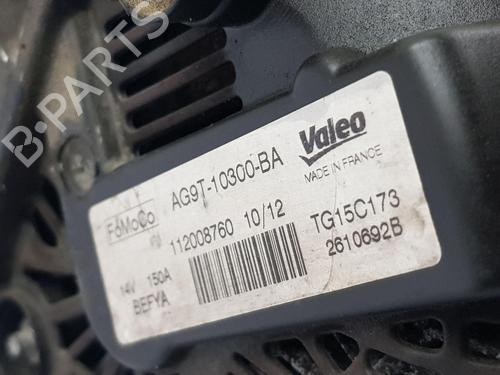 B-PARTS
FoMoCo
AG9T-10300-BA
Valeo
MADE IN FRANCE
112008760 10/12
TG15C173
2610692B
14V 150A
BEFYA